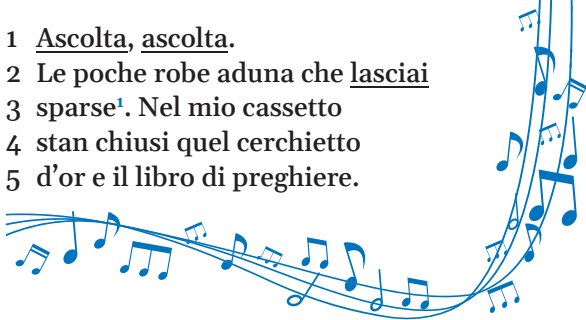 1 Ascolta, ascolta.
2 Le poche robe aduna che lasciai
3 sparse¹. Nel mio cassetto
4 stan chiusi quel cerchietto
5 d’or e il libro di preghiere.